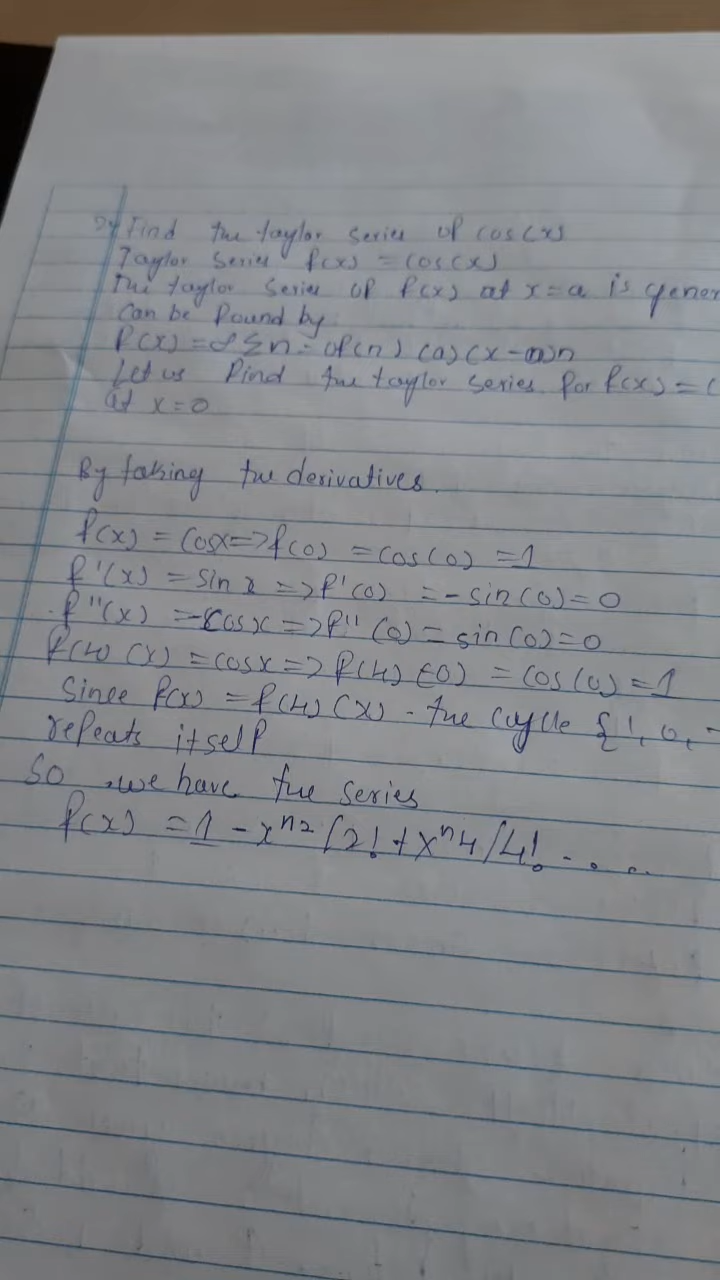 Find the taylor series of cos(x)
Taylor Series f(x) = cos(x)
The taylor Series of f(x) at x=a is gener
Can be found by
f(x) = ∞ Σn = 0f(n) (a) (x - a)n
Let us find the taylor series for f(x) = (
at x=0
By taking the derivatives.
f(x) = Cosx=>f(0) = cos(0) = 1
f'(x) = sin x => f'(0) = -sin(0) = 0
f''(x) = -cosx => f'' (0) = sin(0) = 0
f(4) (x) = cosx => f(4) (0) = cos(0) = 1
Since f(x) = f(4) (x) - the cycle {1, 0, -
repeats itself
So we have the series
f(x) = 1 - x^n2/2! + x^n4/4! - ....